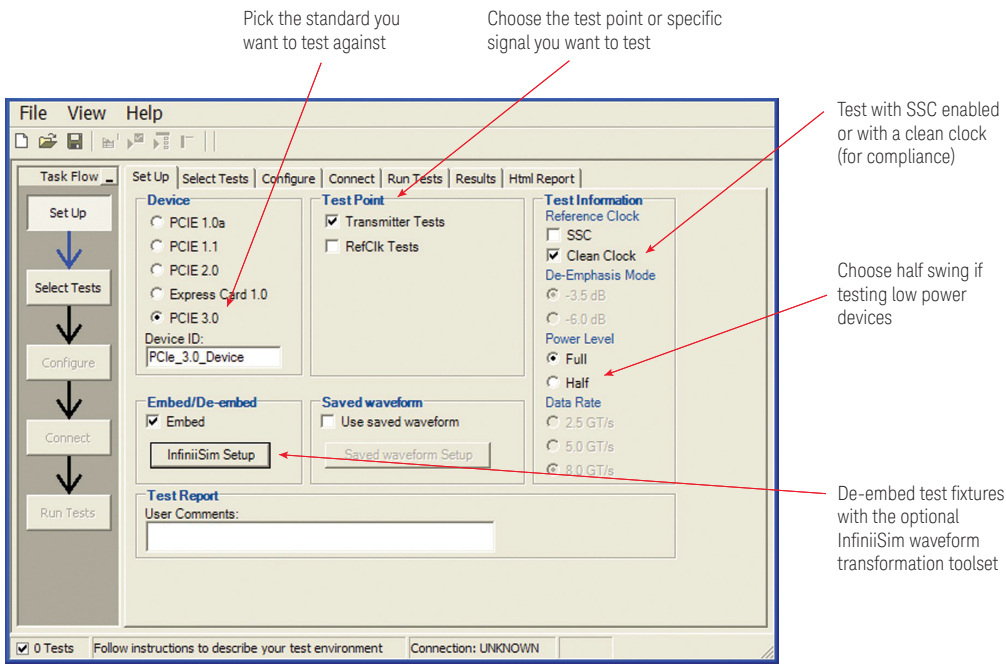 Pick the standard you
want to test against
Choose the test point or specific
signal you want to test
File View Help
Task Flow
Set Up
Select Tests
Configure
Connect
Run Tests
Set Up Select Tests Configure Connect Run Tests Results Html Report
Device
PCIE 1.0a
PCIE 1.1
PCIE 2.0
Express Card 1.0
PCIE 3.0
Device ID:
PCIe_3.0_Device
Test Point
Transmitter Tests
RefClk Tests
Test Information
Reference Clock
SSC
Clean Clock
De-Emphasis Mode
-3.5 dB
-6.0 dB
Power Level
Full
Half
Data Rate
2.5 GT/s
5.0 GT/s
8.0 GT/s
Embed/De-embed
Embed
InfiniiSim Setup
Saved waveform
Use saved waveform
Saved waveform Setup
Test Report
User Comments:
0 Tests Follow instructions to describe your test environment Connection: UNKNOWN
Test with SSC enabled
or with a clean clock
(for compliance)
Choose half swing if
testing low power
devices
De-embed test fixtures
with the optional
InfiniiSim waveform
transformation toolset